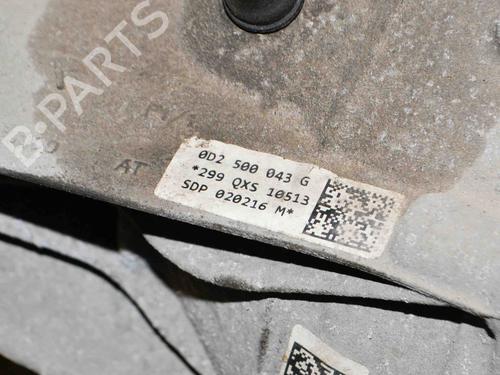 B-PARTS
AT
0D2 500 043 G
*299 QXS 10513
SDP 020216 M*